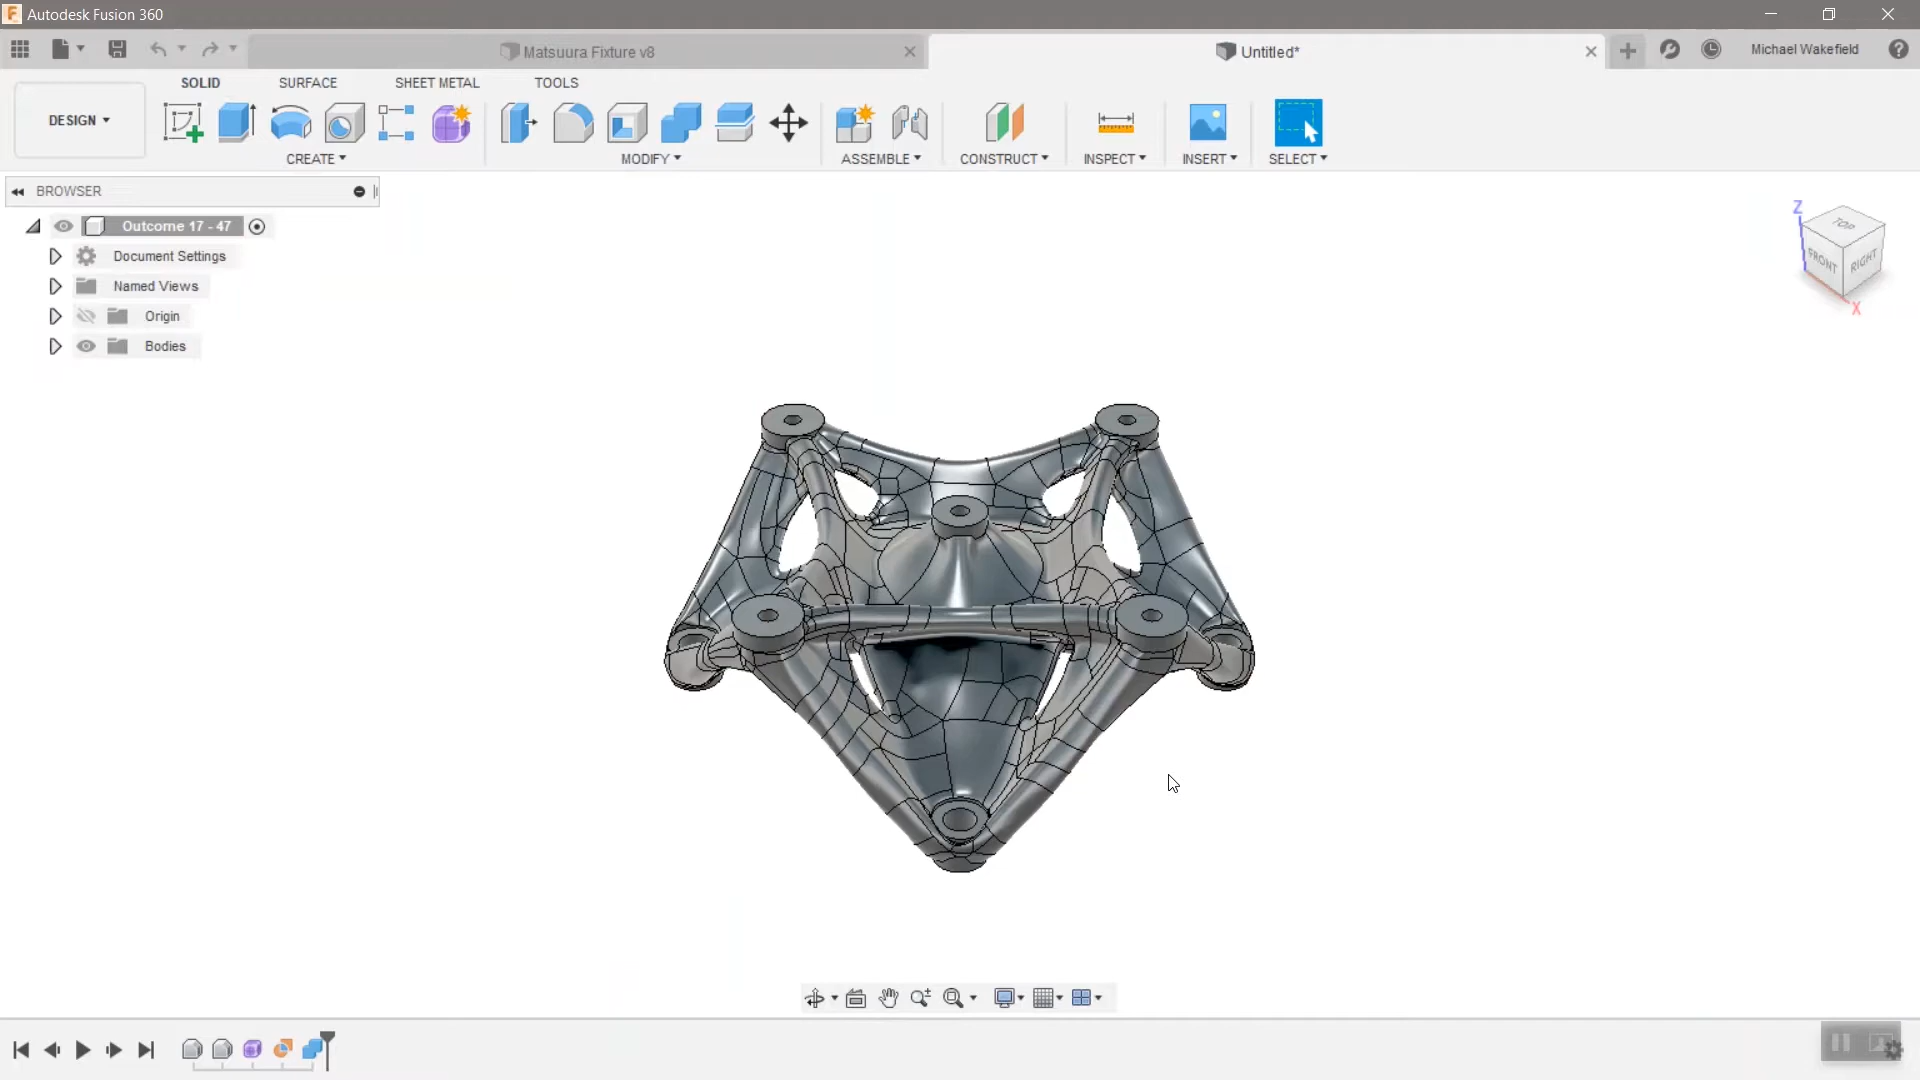 Autodesk Fusion 360
Matsuura Fixture v8
Untitled*
Michael Wakefield
SOLID SURFACE SHEET METAL TOOLS
DESIGN
CREATE MODIFY ASSEMBLE CONSTRUCT INSPECT INSERT SELECT
BROWSER
Outcome 17 - 47
Document Settings
Named Views
Origin
Bodies
Z
TOP
FRONT RIGHT
X